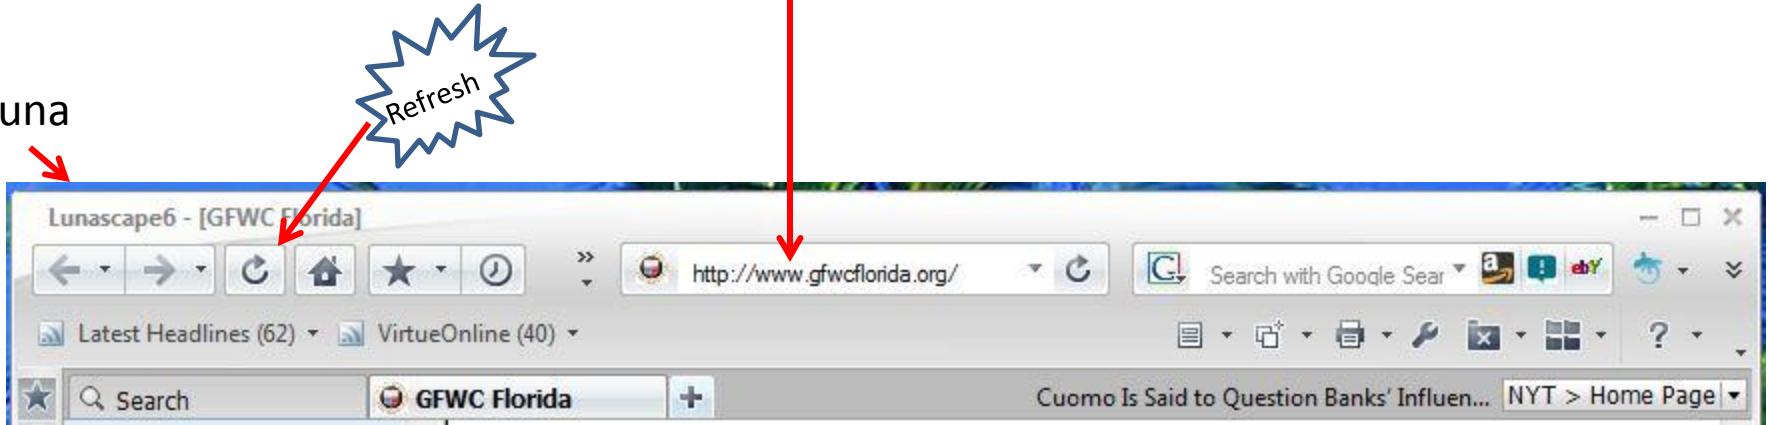 Refresh
una
Lunascape6 - [GFWC Florida]
http://www.gfwcflorida.org/
Search with Google Sear
a
ebY
Latest Headlines (62)
VirtueOnline (40)
?
Search
GFWC Florida
Cuomo Is Said to Question Banks' Influen...
NYT > Home Page